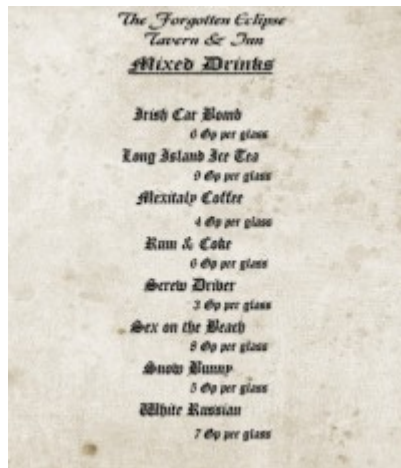 The Forgotten Eclipse
Tavern & Inn
Mixed Drinks
Irish Car Bomb
6 Gp per glass
Long Island Ice Tea
9 Gp per glass
Mexitaly Coffee
4 Gp per glass
Rum & Coke
6 Gp per glass
Screw Driver
3 Gp per glass
Sex on the Beach
8 Gp per glass
Snow Bunny
5 Gp per glass
White Russian
7 Gp per glass